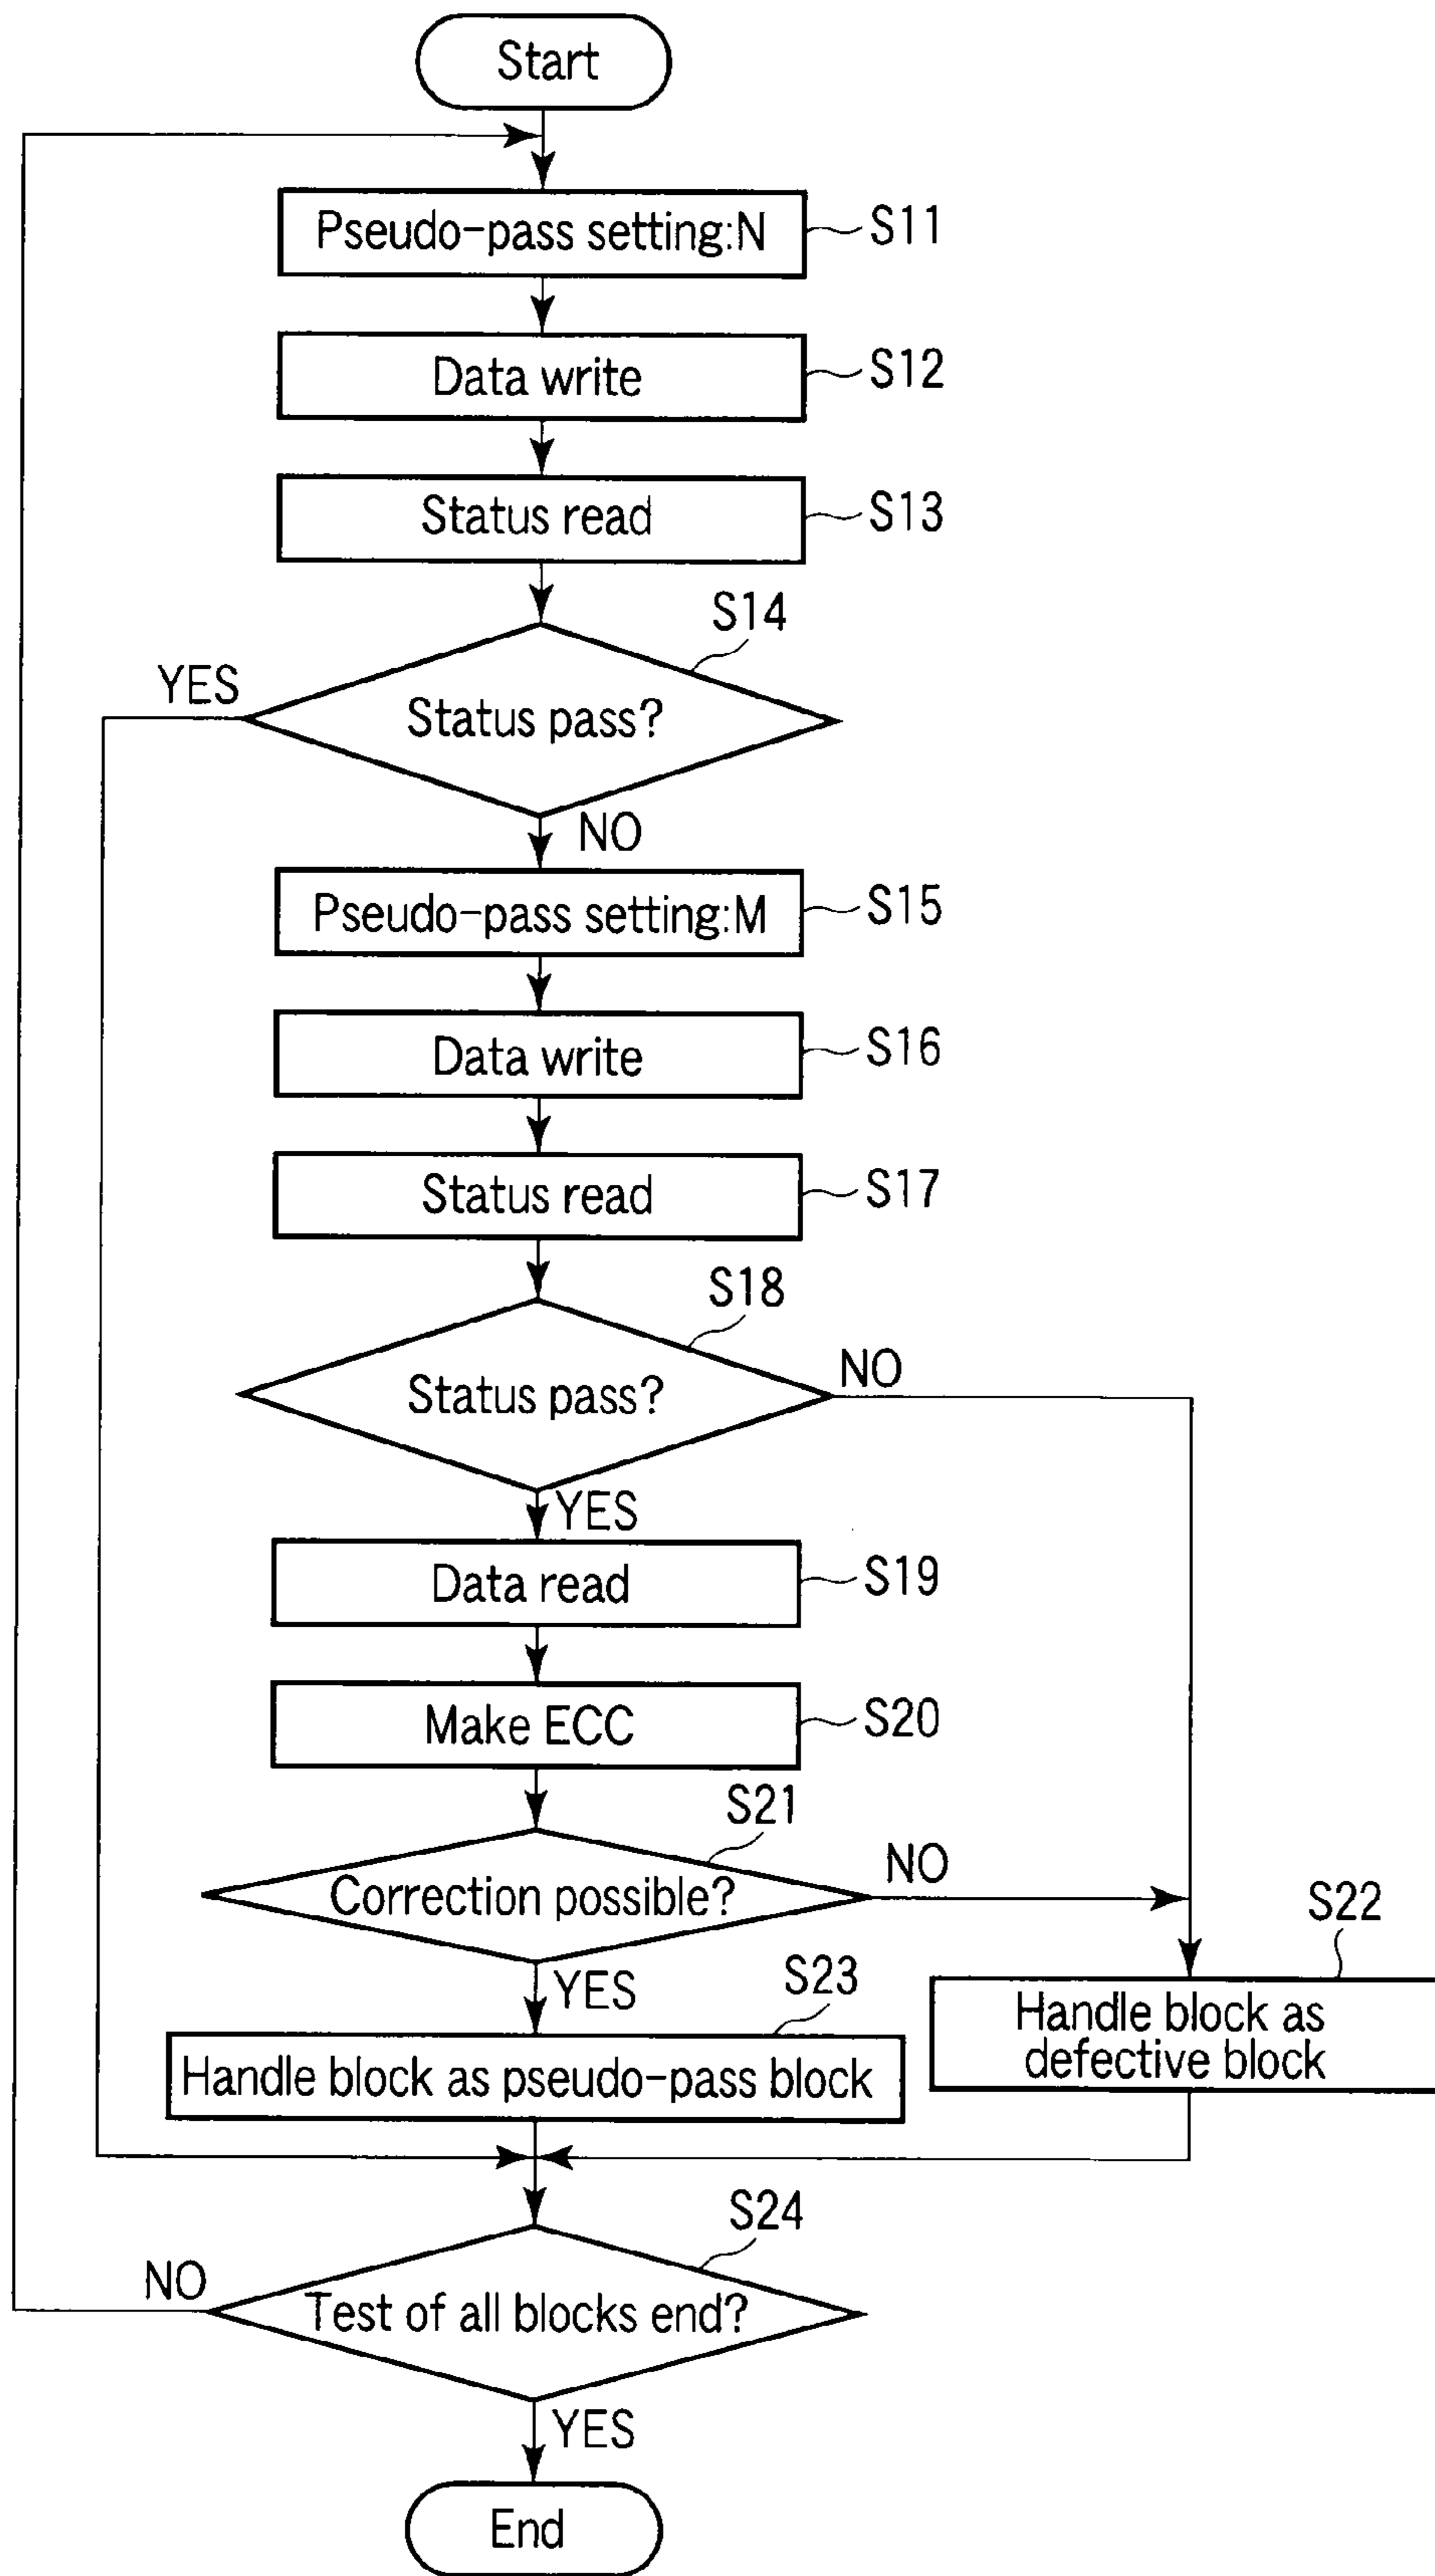 Start
Pseudo-pass setting:N
S11
Data write
S12
Status read
S13
S14
YES
Status pass?
NO
Pseudo-pass setting:M
S15
Data write
S16
Status read
S17
S18
NO
Status pass?
YES
Data read
S19
Make ECC
S20
S21
NO
Correction possible?
S22
YES
S23
Handle block as
defective block
Handle block as pseudo-pass block
S24
NO
Test of all blocks end?
YES
End